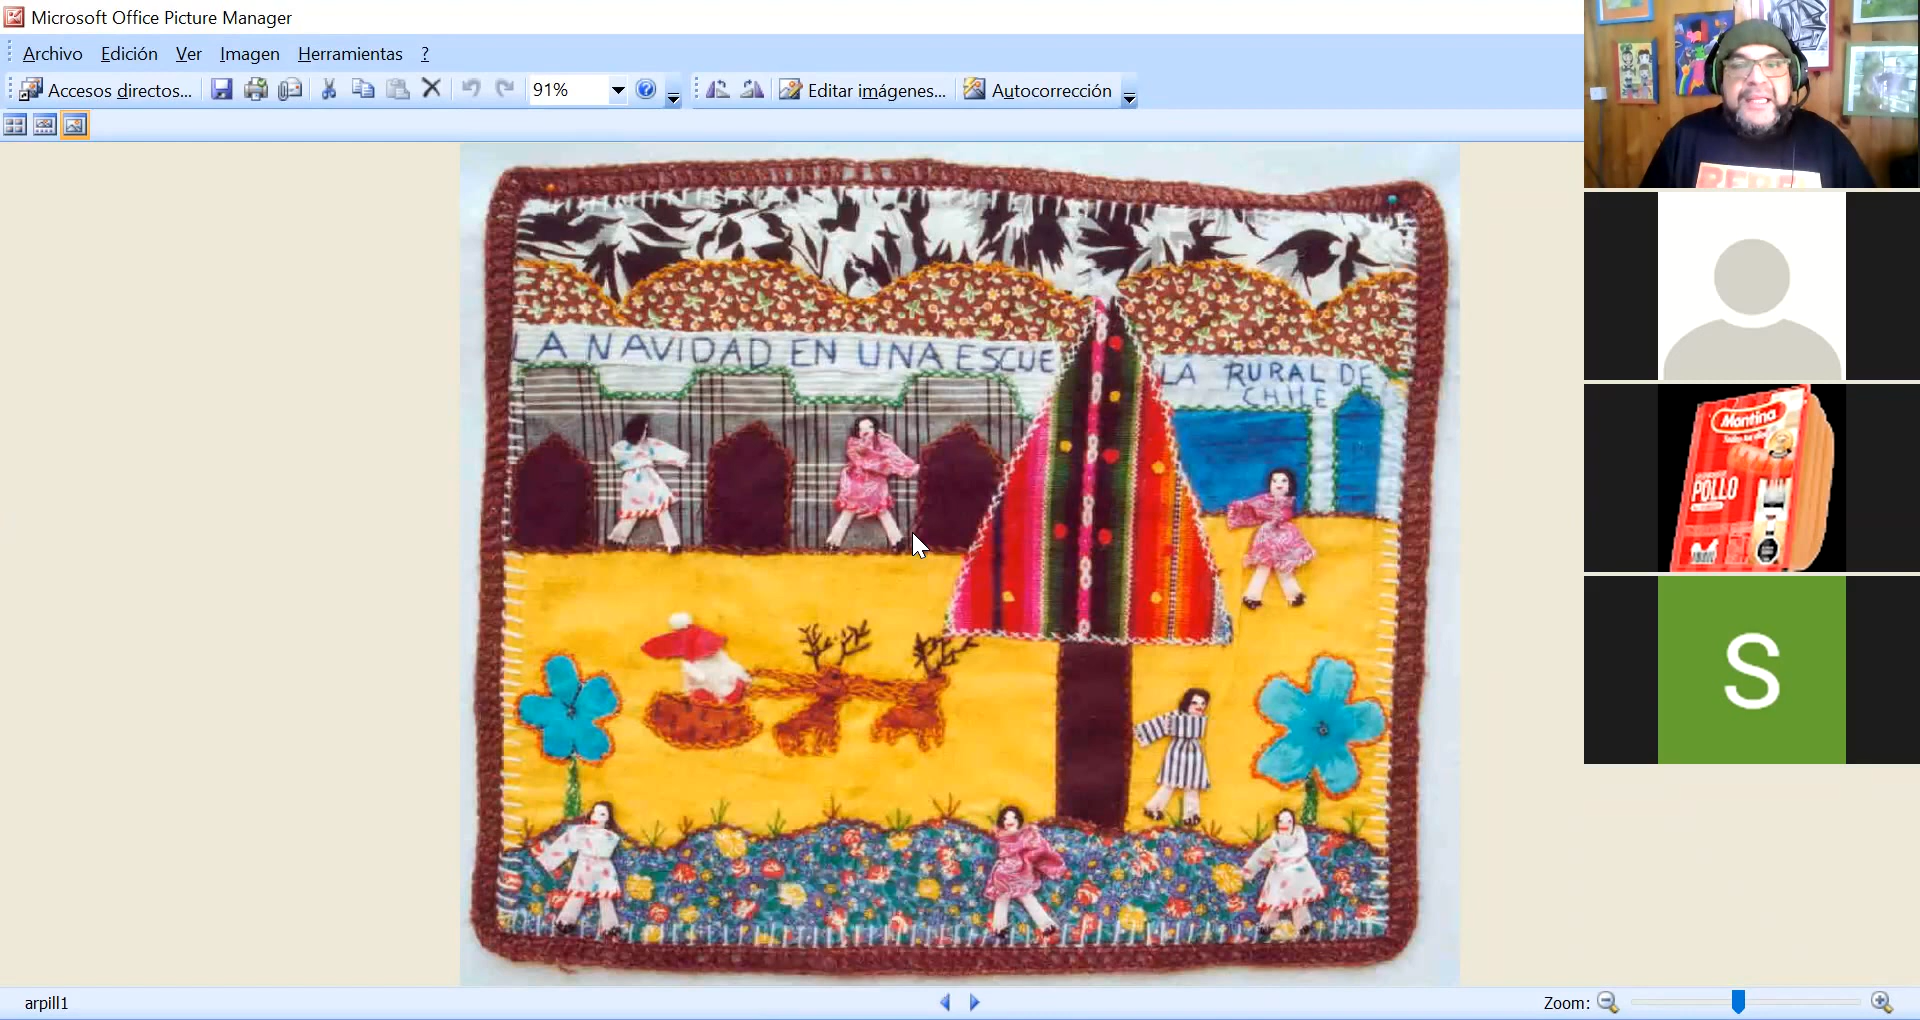 Microsoft Office Picture Manager
Archivo Edición Ver Imagen Herramientas ?
Accesos directos... 91% Editar imágenes... Autocorrección
LA NAVIDAD EN UNA ESCUE
LA RURAL DE
CHILE
Montina
POLLO
S
arpill1
Zoom: